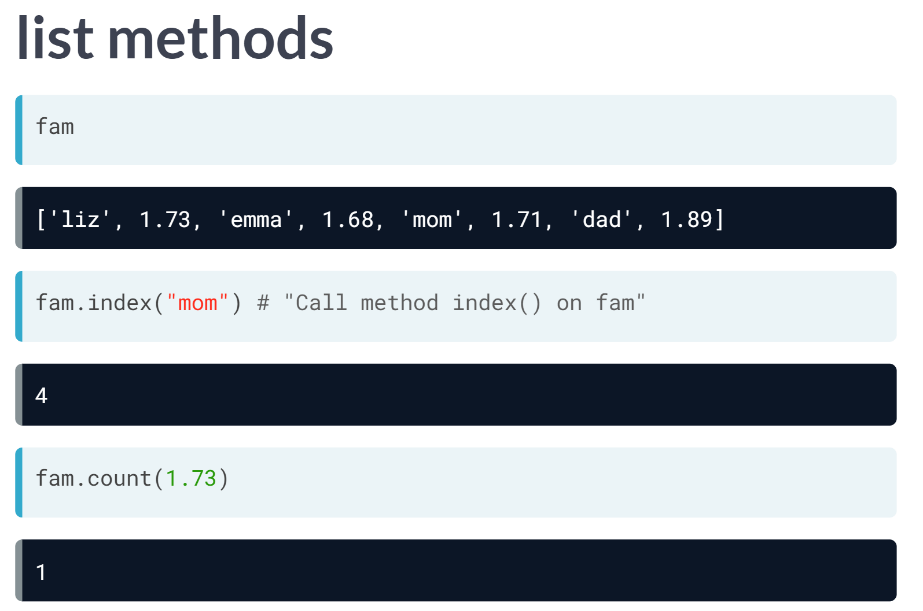 list methods
fam
['liz', 1.73, 'emma', 1.68, 'mom', 1.71, 'dad', 1.89]
fam.index("mom") # "Call method index() on fam"
4
fam.count(1.73)
1